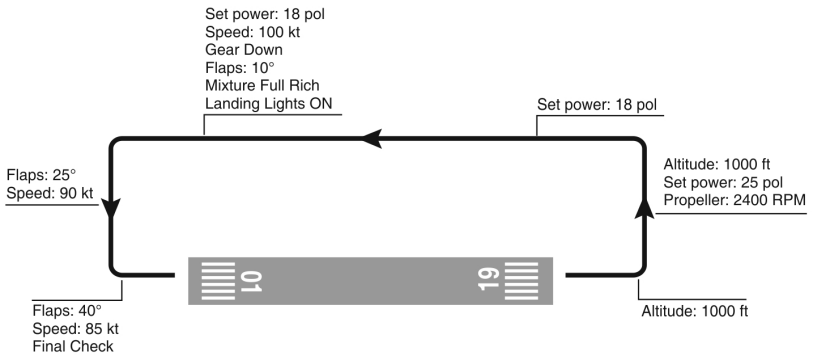 Set power: 18 pol
Speed: 100 kt
Gear Down
Flaps: 10°
Mixture Full Rich
Landing Lights ON
Set power: 18 pol
Flaps: 25°
Speed: 90 kt
Altitude: 1000 ft
Set power: 25 pol
Propeller: 2400 RPM
01
19
Flaps: 40°
Speed: 85 kt
Final Check
Altitude: 1000 ft